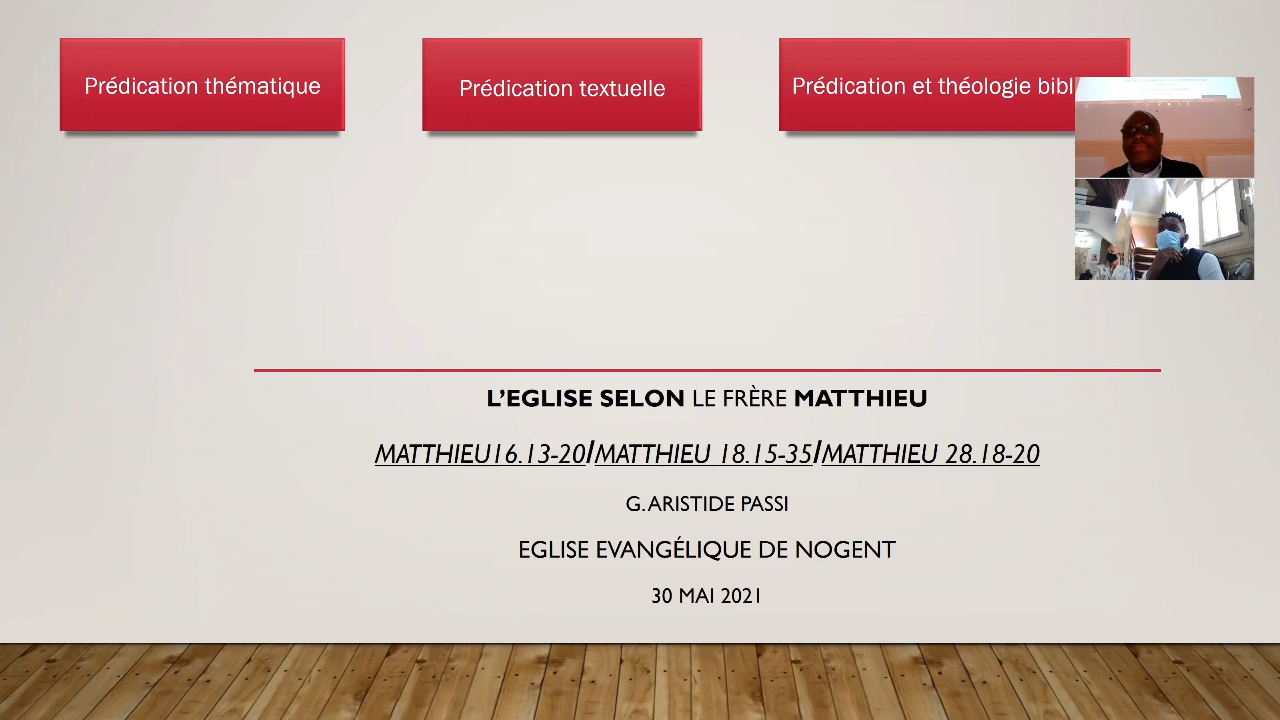 Prédication thématique
Prédication textuelle
Prédication et théologie bibl
L'EGLISE SELON LE FRÈRE MATTHIEU
MATTHIEU16.13-20/MATTHIEU 18.15-35/MATTHIEU 28.18-20
G. ARISTIDE PASSI
EGLISE EVANGÉLIQUE DE NOGENT
30 MAI 2021